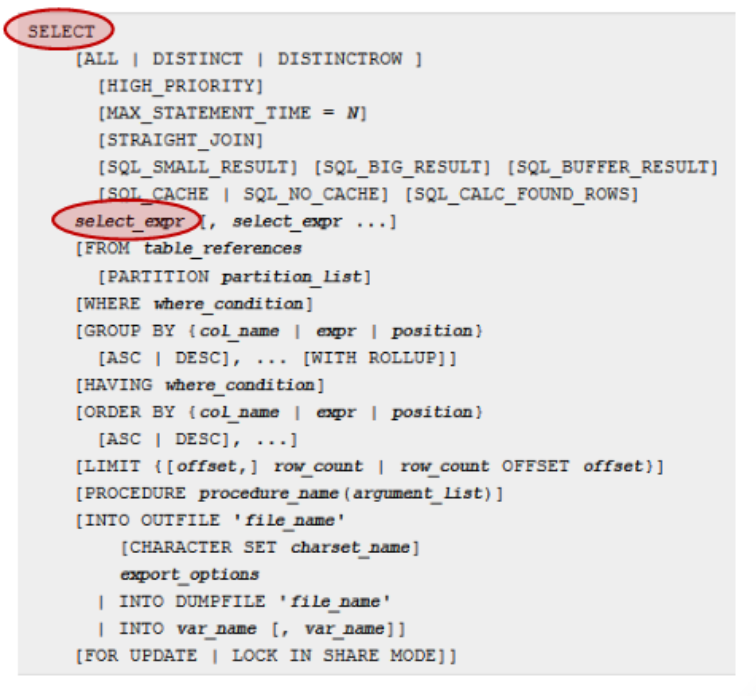 SELECT
[ALL | DISTINCT | DISTINCTROW ]
[HIGH_PRIORITY]
[MAX_STATEMENT_TIME = N]
[STRAIGHT_JOIN]
[SQL_SMALL_RESULT] [SQL_BIG_RESULT] [SQL_BUFFER_RESULT]
[SQL_CACHE | SQL_NO_CACHE] [SQL_CALC_FOUND_ROWS]
select_expr [, select_expr ...]
[FROM table_references
[PARTITION partition_list]
[WHERE where_condition]
[GROUP BY {col_name | expr | position}
[ASC | DESC], ... [WITH ROLLUP]]
[HAVING where_condition]
[ORDER BY {col_name | expr | position}
[ASC | DESC], ...]
[LIMIT {[offset,] row_count | row_count OFFSET offset}]
[PROCEDURE procedure_name(argument_list)]
[INTO OUTFILE 'file_name'
[CHARACTER SET charset_name]
export_options
| INTO DUMPFILE 'file_name'
| INTO var_name [, var_name]]
[FOR UPDATE | LOCK IN SHARE MODE]]